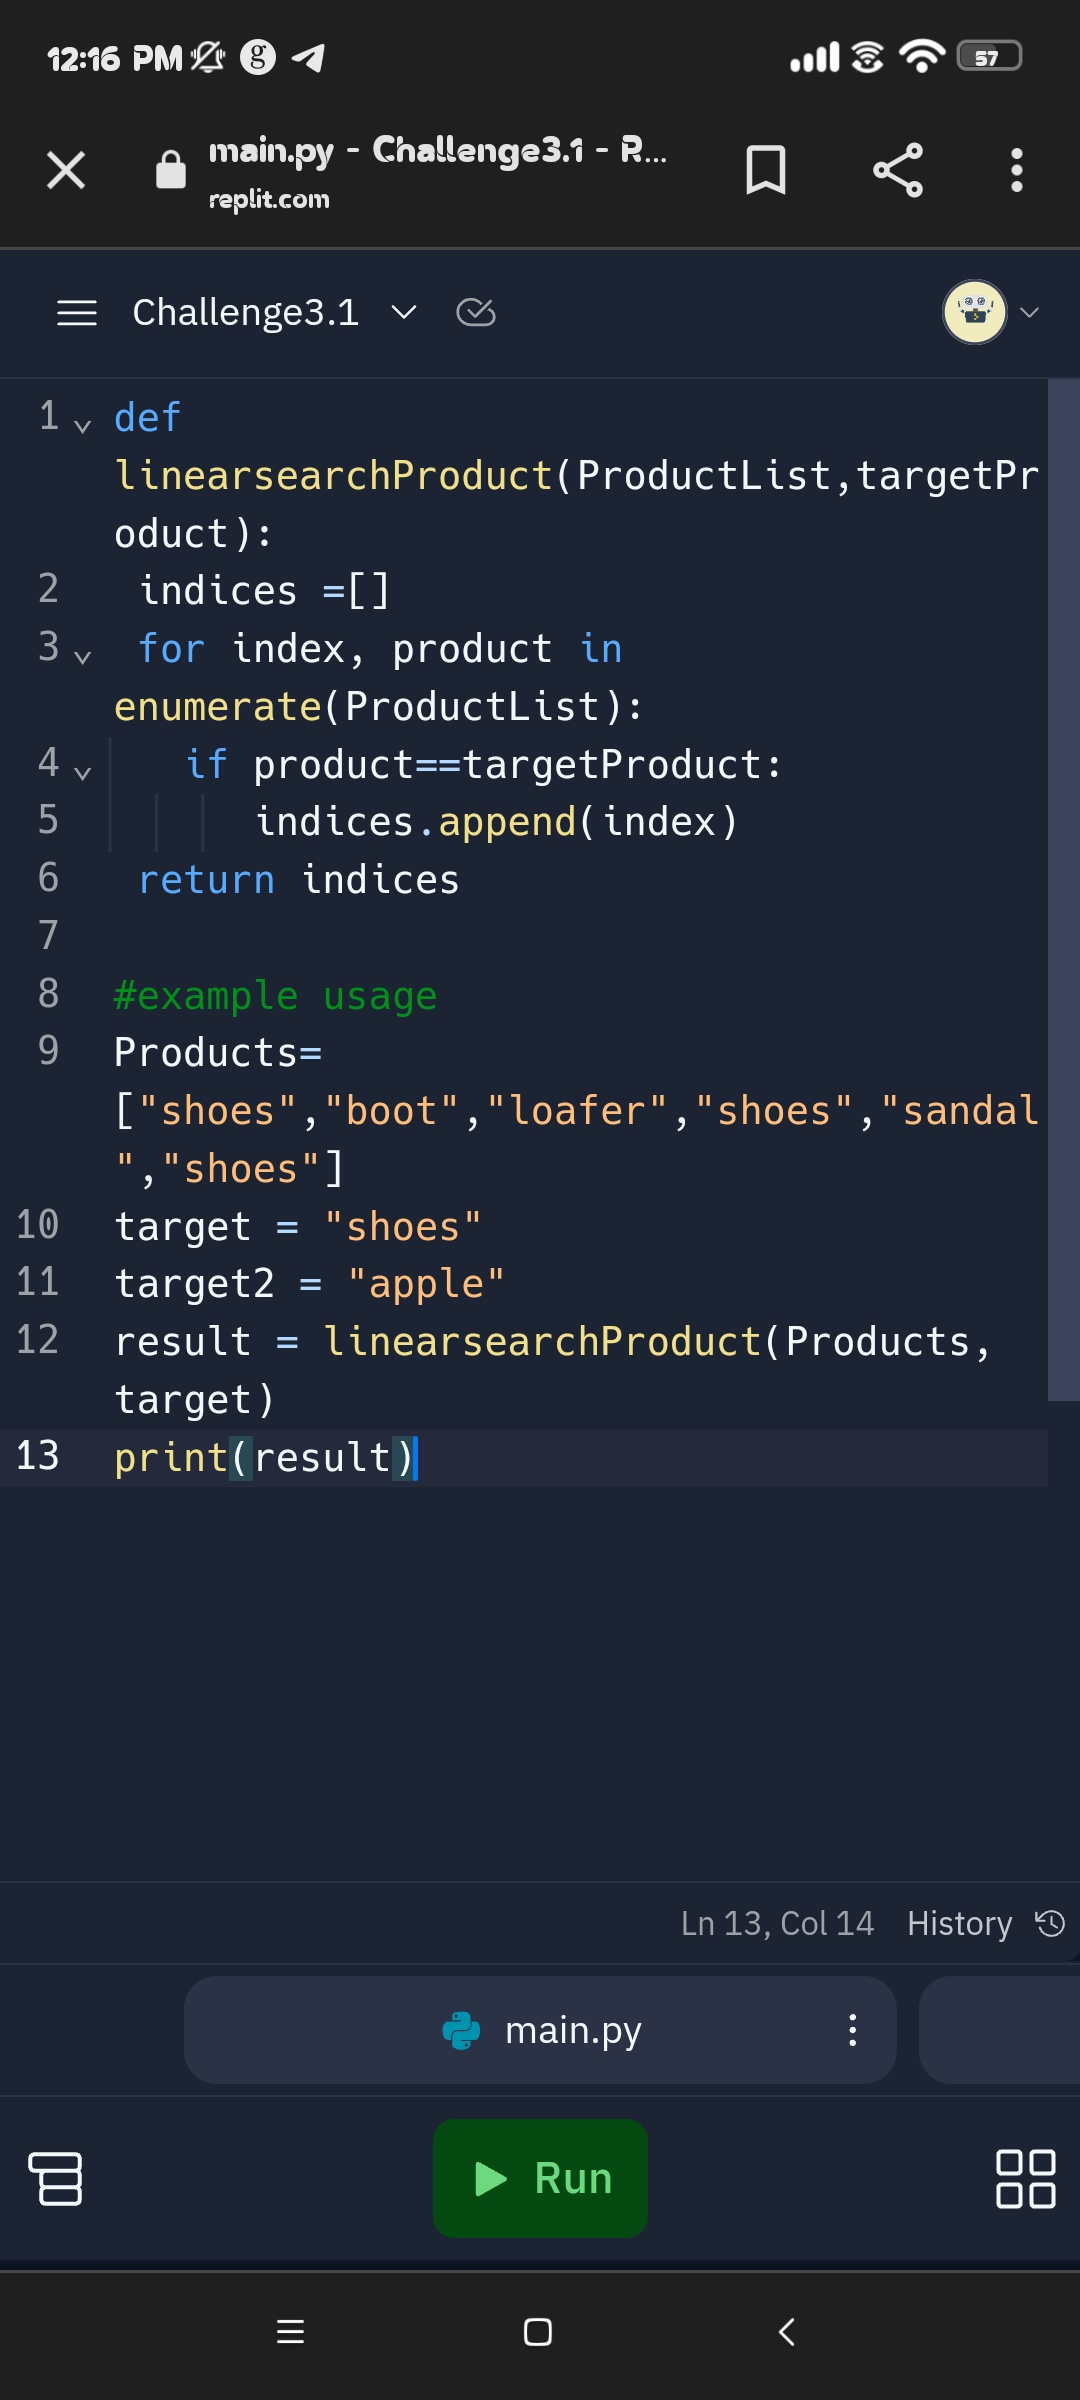 12:16 PM g 57
main.py - Challenge3.1 - R...
replit.com
Challenge3.1
1 def
linearsearchProduct(ProductList,targetPr
oduct):
2 indices =[]
3 for index, product in
enumerate(ProductList):
4 if product==targetProduct:
5 indices.append(index)
6 return indices
7
8 #example usage
9 Products=
["shoes","boot","loafer","shoes","sandal
","shoes"]
10 target = "shoes"
11 target2 = "apple"
12 result = linearsearchProduct(Products,
target)
13 print(result)
Ln 13, Col 14 History
main.py
Run